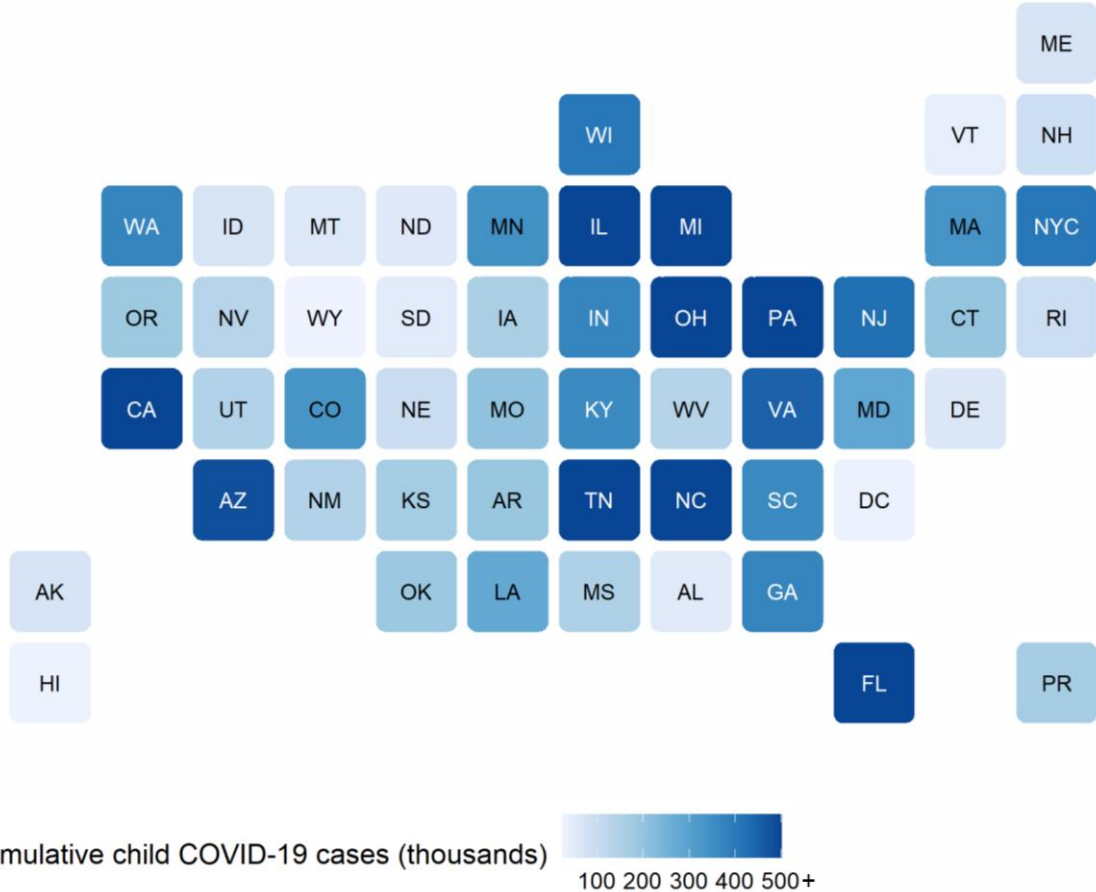 ME
WI VT NH
WA ID MT ND MN IL MI MA NYC
OR NV WY SD IA IN OH PA NJ CT RI
CA UT CO NE MO KY WV VA MD DE
AZ NM KS AR TN NC SC DC
AK OK LA MS AL GA
HI FL PR
mulative child COVID-19 cases (thousands)
100 200 300 400 500+